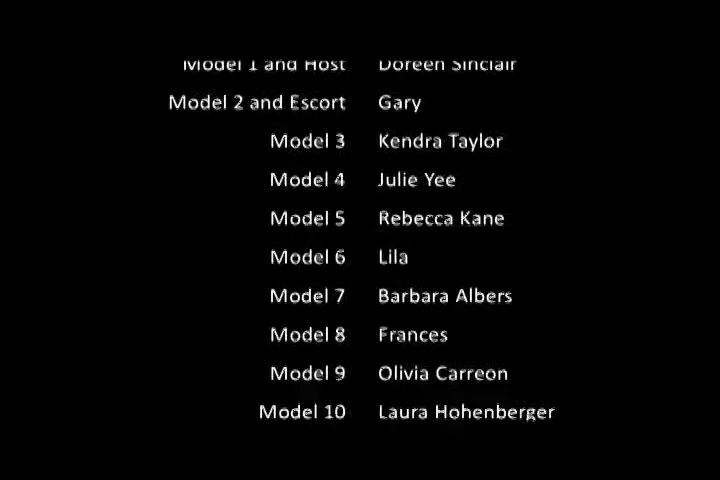 Model 1 and Host Doreen Sinclair
Model 2 and Escort Gary
Model 3 Kendra Taylor
Model 4 Julie Yee
Model 5 Rebecca Kane
Model 6 Lila
Model 7 Barbara Albers
Model 8 Frances
Model 9 Olivia Carreon
Model 10 Laura Hohenberger